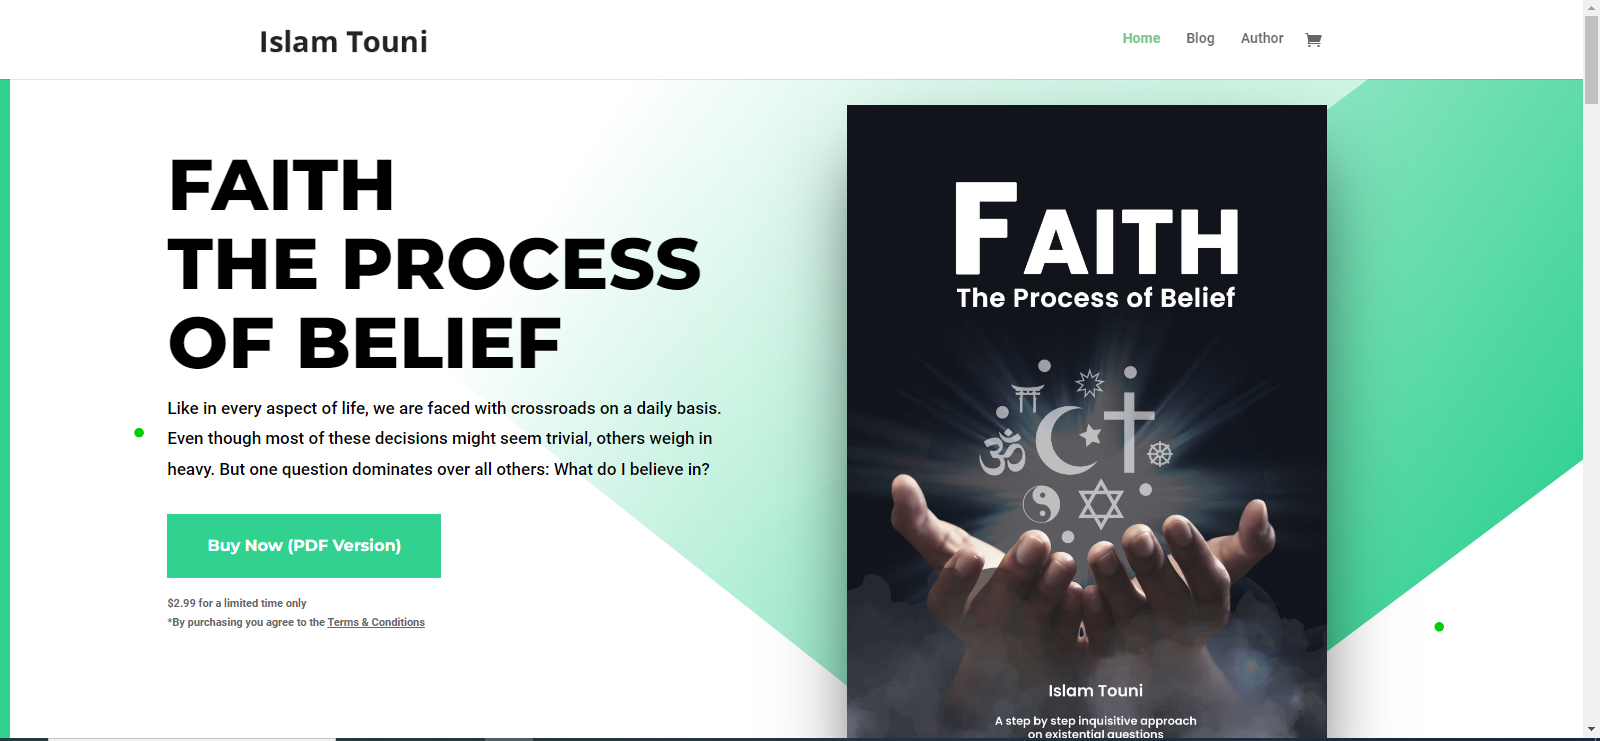 Islam Touni
Home
Blog
Author
FAITH
THE PROCESS
OF BELIEF
Like in every aspect of life, we are faced with crossroads on a daily basis.
Even though most of these decisions might seem trivial, others weigh in
heavy. But one question dominates over all others: What do I believe in?
Buy Now (PDF Version)
$2.99 for a limited time only
*By purchasing you agree to the Terms & Conditions
FAITH
The Process of Belief
Islam Touni
A step by step inquisitive approach
on existential questions